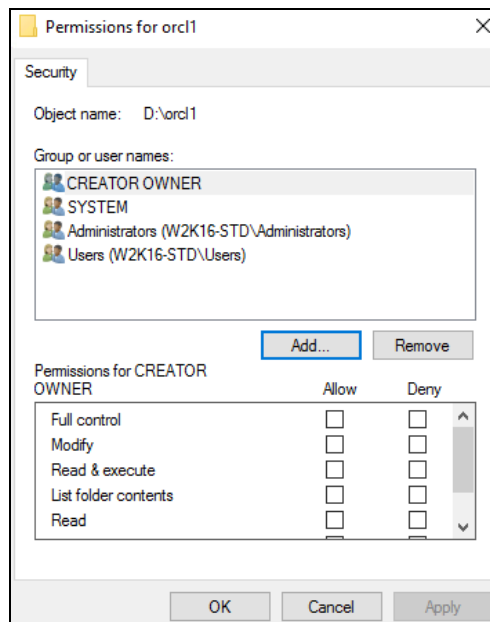 Permissions for orcl1
Security
Object name: D:\orcl1
Group or user names:
CREATOR OWNER
SYSTEM
Administrators (W2K16-STD\Administrators)
Users (W2K16-STD\Users)
Add... Remove
Permissions for CREATOR
OWNER Allow Deny
Full control
Modify
Read & execute
List folder contents
Read
OK Cancel Apply